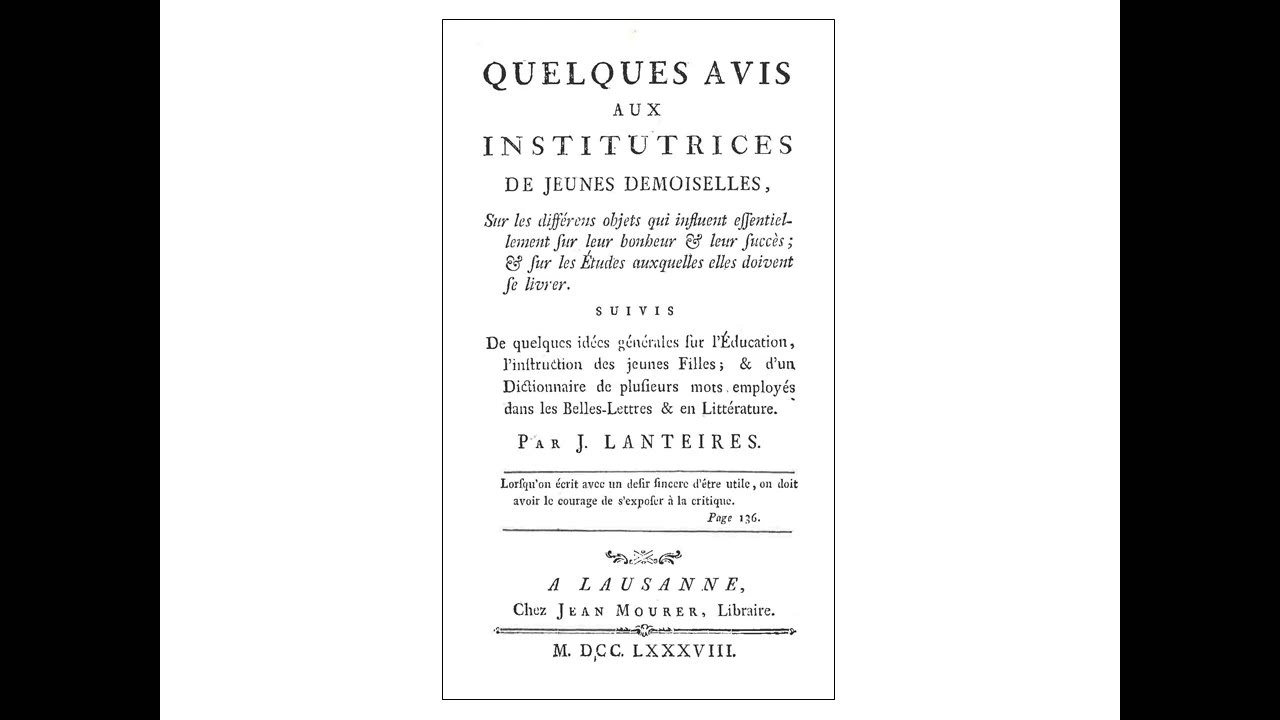 QUELQUES AVIS
AUX
INSTITUTRICES
DE JEUNES DEMOISELLES,
Sur les différens objets qui influent eſſentiel-
lement ſur leur bonheur & leur ſuccès;
& ſur les Études auxquelles elles doivent
ſe livrer.
SUIVIS
De quelques idées générales ſur l'Éducation,
l'inſtruction des jeunes Filles; & d'un
Dictionnaire de pluſieurs mots employés
dans les Belles-Lettres & en Littérature.
PAR J. LANTEIRES.
Lorſqu'on écrit avec un deſir ſincere d'être utile, on doit
avoir le courage de s'expoſer à la critique.
Page 136.
A LAUSANNE,
Chez JEAN MOURER, Libraire.
M. DCC. LXXXVIII.